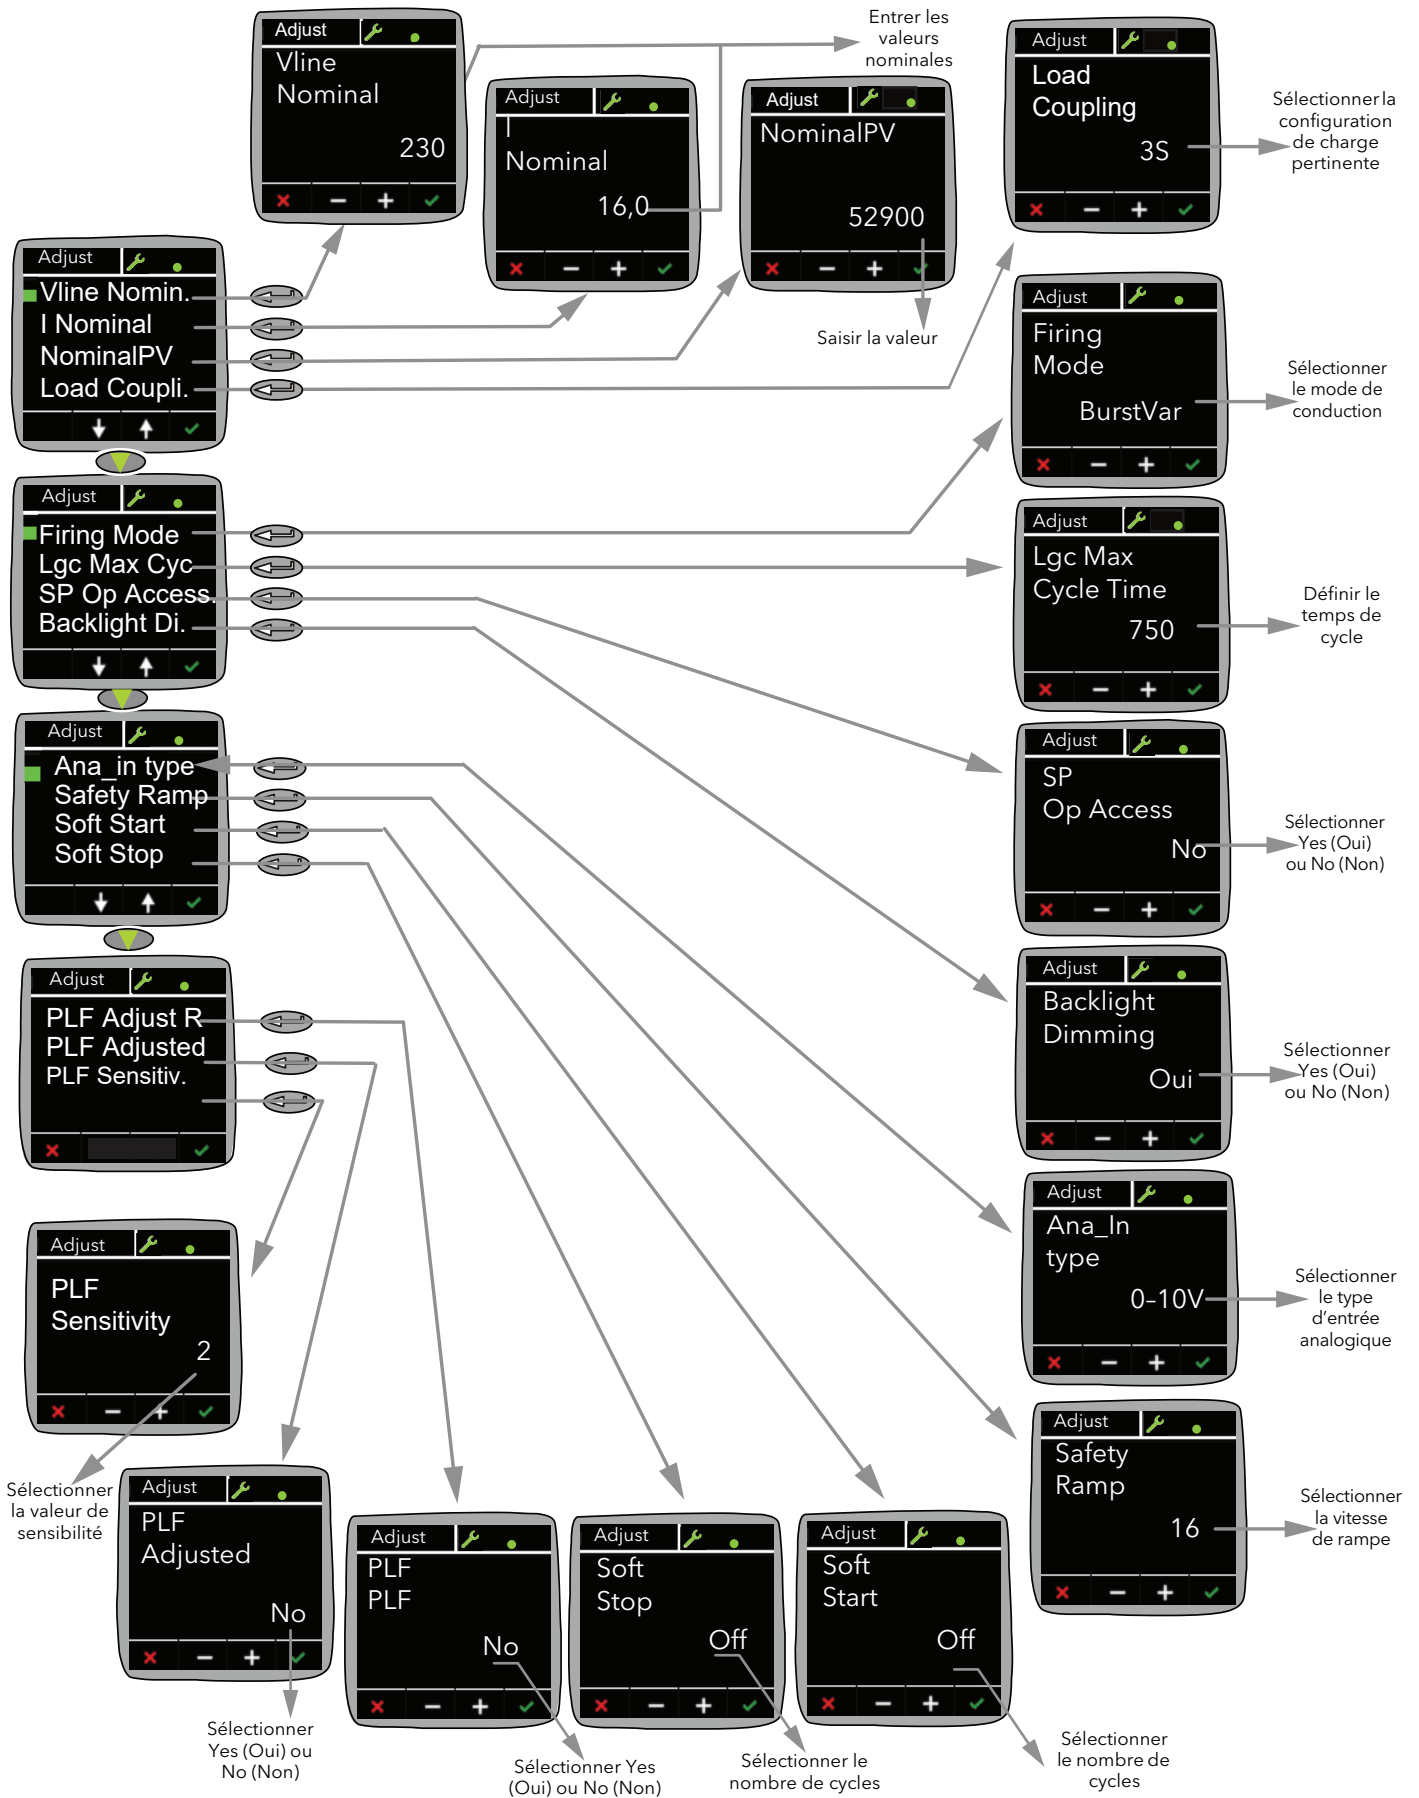 Adjust
Vline
Nominal
230
Entrer les
valeurs
nominales
Adjust
I
Nominal
16,0
Adjust
NominalPV
52900
Saisir la valeur
Adjust
Load
Coupling
3S
Sélectionner la
configuration
de charge
pertinente
Adjust
Vline Nomin.
I Nominal
NominalPV
Load Coupli.
Adjust
Firing
Mode
BurstVar
Sélectionner
le mode de
conduction
Adjust
Firing Mode
Lgc Max Cyc
SP Op Access.
Backlight Di.
Adjust
Lgc Max
Cycle Time
750
Définir le
temps de
cycle
Adjust
Ana_in type
Safety Ramp
Soft Start
Soft Stop
Adjust
SP
Op Access
No
Sélectionner
Yes (Oui)
ou No (Non)
Adjust
PLF Adjust R
PLF Adjusted
PLF Sensitiv.
Adjust
Backlight
Dimming
Oui
Sélectionner
Yes (Oui)
ou No (Non)
Adjust
Ana_In
type
0–10V
Sélectionner
le type
d'entrée
analogique
Adjust
PLF
Sensitivity
2
Sélectionner
la valeur de
sensibilité
Adjust
Safety
Ramp
16
Sélectionner
la vitesse
de rampe
Adjust
PLF
Adjusted
No
Sélectionner
Yes (Oui) ou
No (Non)
Adjust
PLF
PLF
No
Sélectionner Yes
(Oui) ou No (Non)
Adjust
Soft
Stop
Off
Sélectionner le
nombre de cycles
Adjust
Soft
Start
Off
Sélectionner
le nombre de
cycles